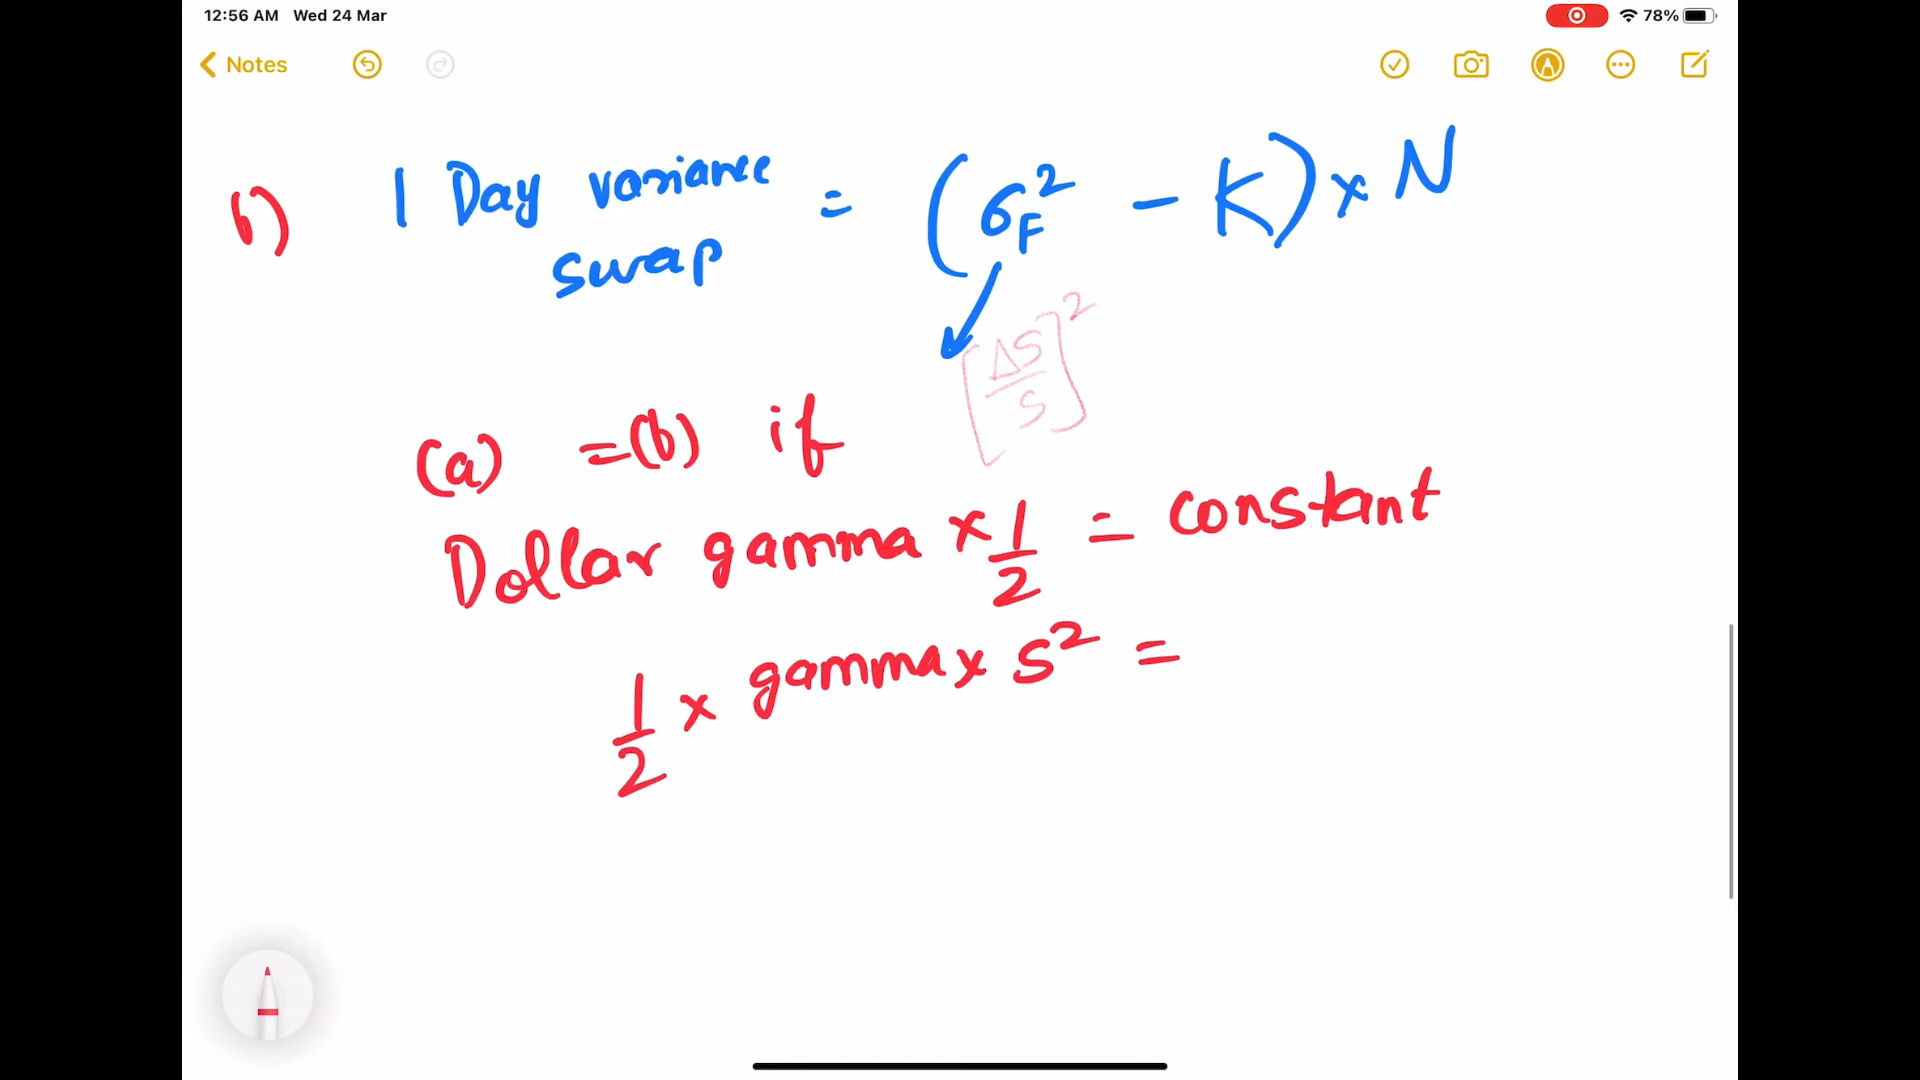 12:56 AM Wed 24 Mar
78%
Notes
b) 1 Day variance swap = (σ_F² - K) × N
[ΔS/S]²
(a) =(b) if
Dollar gamma × 1/2 = constant
1/2 × gamma × S² =